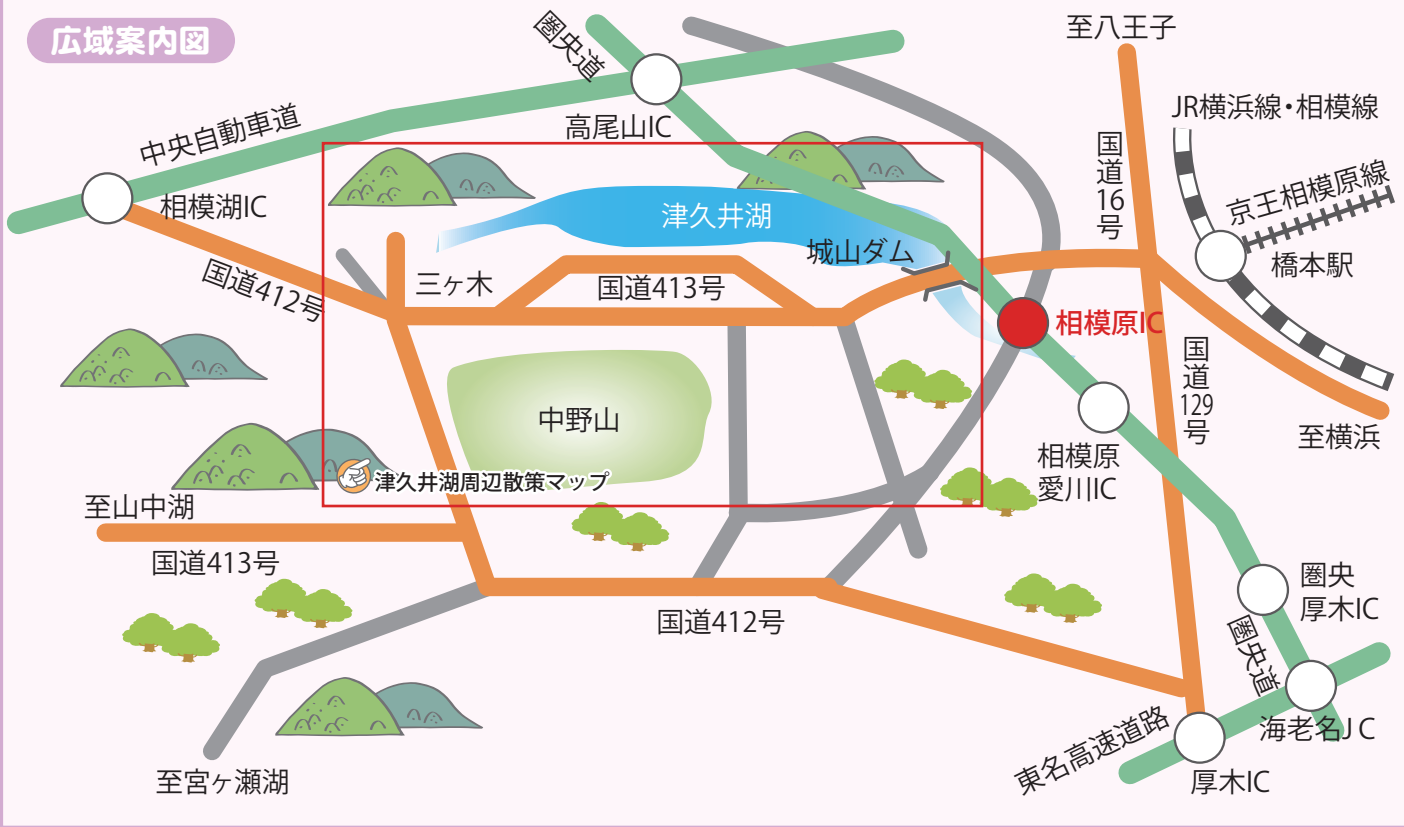 広域案内図
圏央道
至八王子
JR横浜線・相模線
中央自動車道
高尾山IC
国道16号
京王相模原線
相模湖IC
津久井湖
橋本駅
城山ダム
国道412号
三ヶ木
国道413号
相模原IC
国道129号
中野山
至横浜
相模原
愛川IC
津久井湖周辺散策マップ
至山中湖
国道413号
圏央
厚木IC
国道412号
圏央道
海老名JC
東名高速道路
至宮ヶ瀬湖
厚木IC